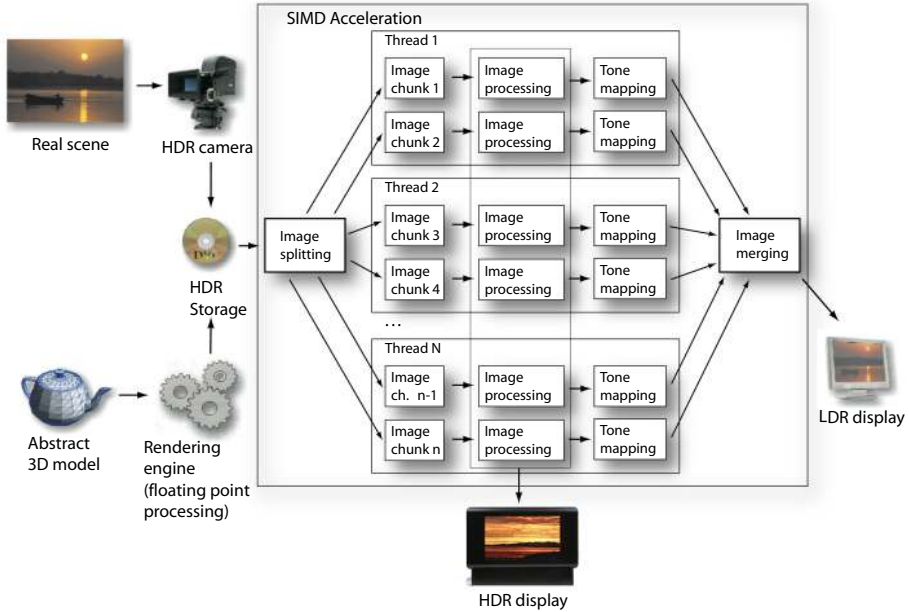 SIMD Acceleration
Real scene
HDR camera
HDR
Storage
Abstract
3D model
Rendering
engine
(floating point
processing)
Image
splitting
Thread 1
Image
chunk 1
Image
processing
Tone
mapping
Image
chunk 2
Image
processing
Tone
mapping
Thread 2
Image
chunk 3
Image
processing
Tone
mapping
Image
chunk 4
Image
processing
Tone
mapping
...
Thread N
Image
ch. n-1
Image
processing
Tone
mapping
Image
chunk n
Image
processing
Tone
mapping
Image
merging
LDR display
HDR display